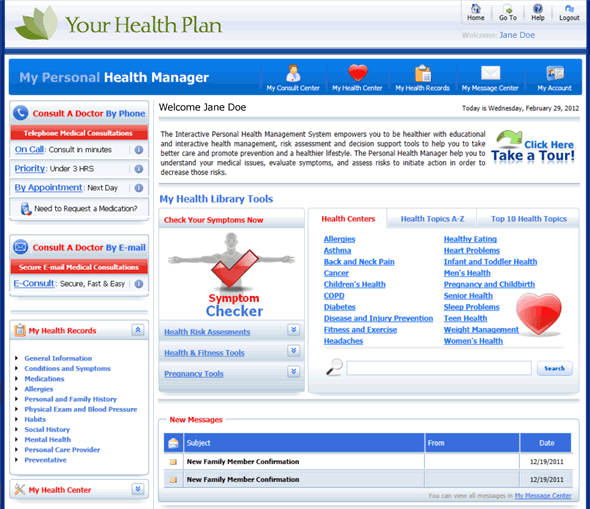 Your Health Plan
Home
Go To
Help
Logout
Welcome: Jane Doe
My Personal Health Manager
My Consult Center
My Health Center
My Health Records
My Message Center
My Account
Consult A Doctor By Phone
Telephone Medical Consultations
On Call: Consult in minutes
Priority: Under 3 HRS
By Appointment: Next Day
Need to Request a Medication?
Consult A Doctor By E-mail
Secure E-mail Medical Consultations
E-Consult: Secure, Fast & Easy
My Health Records
General Information
Conditions and Symptoms
Medications
Allergies
Personal and Family History
Physical Exam and Blood Pressure
Habits
Social History
Mental Health
Personal Care Provider
Preventative
My Health Center
Welcome Jane Doe
Today is Wednesday, February 29, 2012
The Interactive Personal Health Management System empowers you to be healthier with educational
and interactive health management, risk assessment and decision support tools to help you to take
better care and promote prevention and a healthier lifestyle. The Personal Health Manager help you to
understand your medical issues, evaluate symptoms, and assess risks to initiate action in order to
decrease those risks.
Click Here
Take a Tour!
My Health Library Tools
Check Your Symptoms Now
Symptom
Checker
Health Risk Assesments
Health & Fitness Tools
Pregnancy Tools
Health Centers
Health Topics A-Z
Top 10 Health Topics
Allergies
Asthma
Back and Neck Pain
Cancer
Children's Health
COPD
Diabetes
Disease and Injury Prevention
Fitness and Exercise
Headaches
Healthy Eating
Heart Problems
Infant and Toddler Health
Men's Health
Pregnancy and Childbirth
Senior Health
Sleep Problems
Teen Health
Weight Management
Women's Health
Search
New Messages
Subject
From
Date
New Family Member Confirmation
12/19/2011
New Family Member Confirmation
12/19/2011
You can view all messages in My Message Center